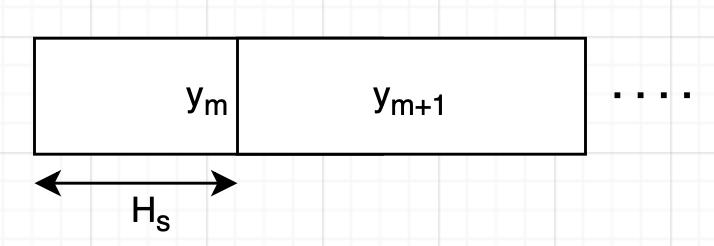 yₘ yₘ₊₁ ....
Hₛ